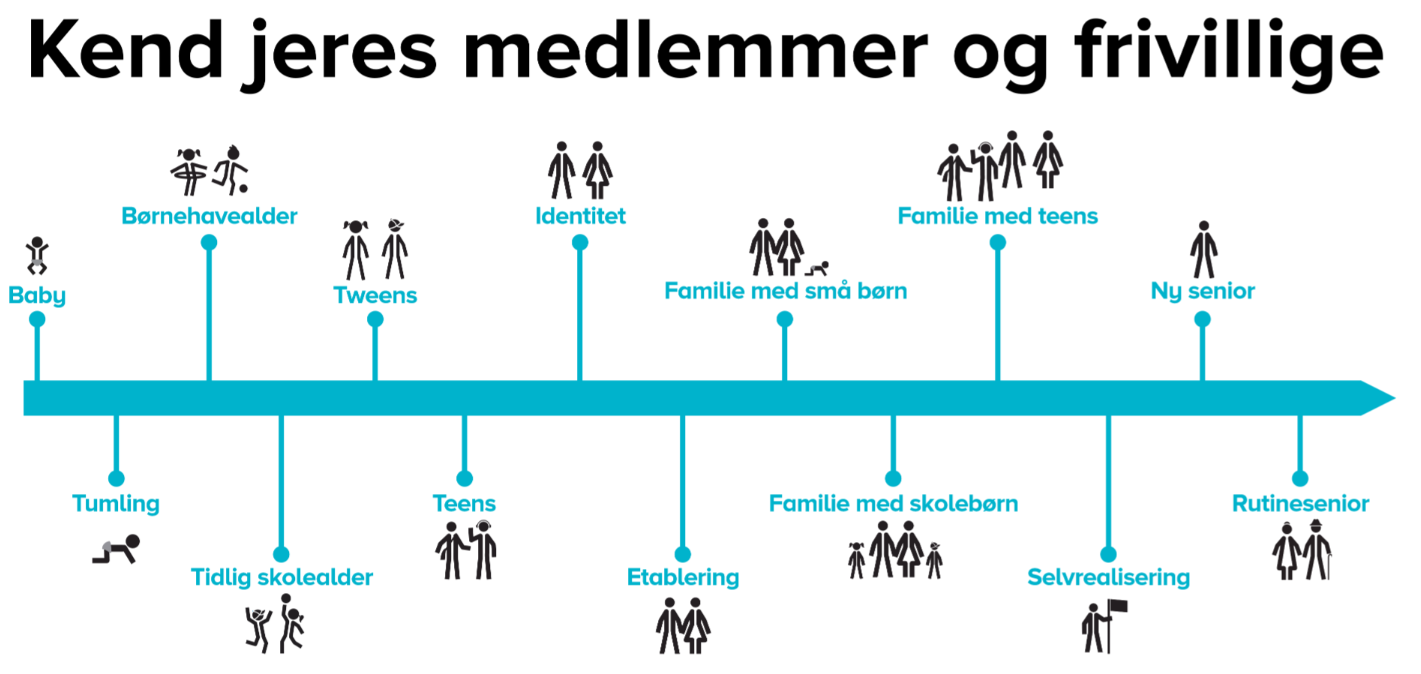 Kend jeres medlemmer og frivillige
Baby
Tumling
Børnehavealder
Tidlig skolealder
Tweens
Teens
Identitet
Etablering
Familie med små børn
Familie med skolebørn
Familie med teens
Selvrealisering
Ny senior
Rutinesenior